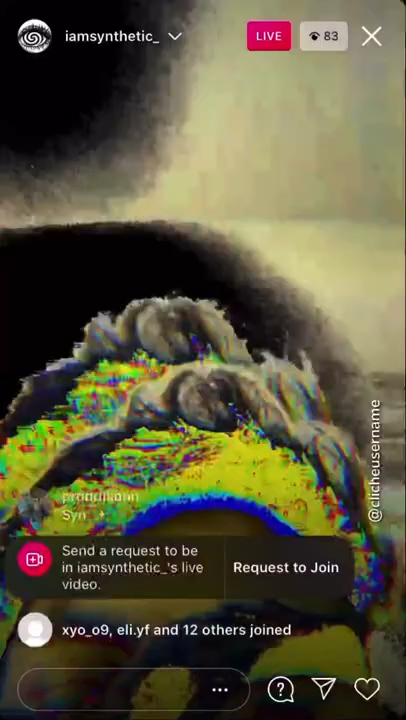 iamsynthetic_
LIVE
83
@clicheusername
Syn
Send a request to be
in iamsynthetic_'s live
video.
Request to Join
xyo_o9, eli.yf and 12 others joined